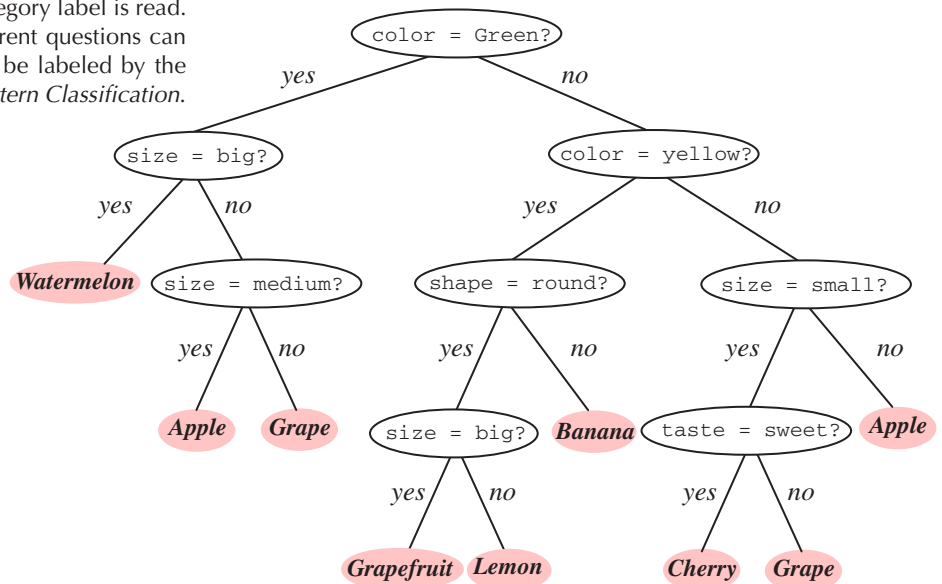 egory label is read.
rent questions can
be labeled by the
tern Classification.
color = Green?
yes
no
size = big?
color = yellow?
yes
no
yes
no
Watermelon
size = medium?
shape = round?
size = small?
yes
no
yes
no
yes
no
Apple
Grape
size = big?
Banana
taste = sweet?
Apple
yes
no
yes
no
Grapefruit
Lemon
Cherry
Grape